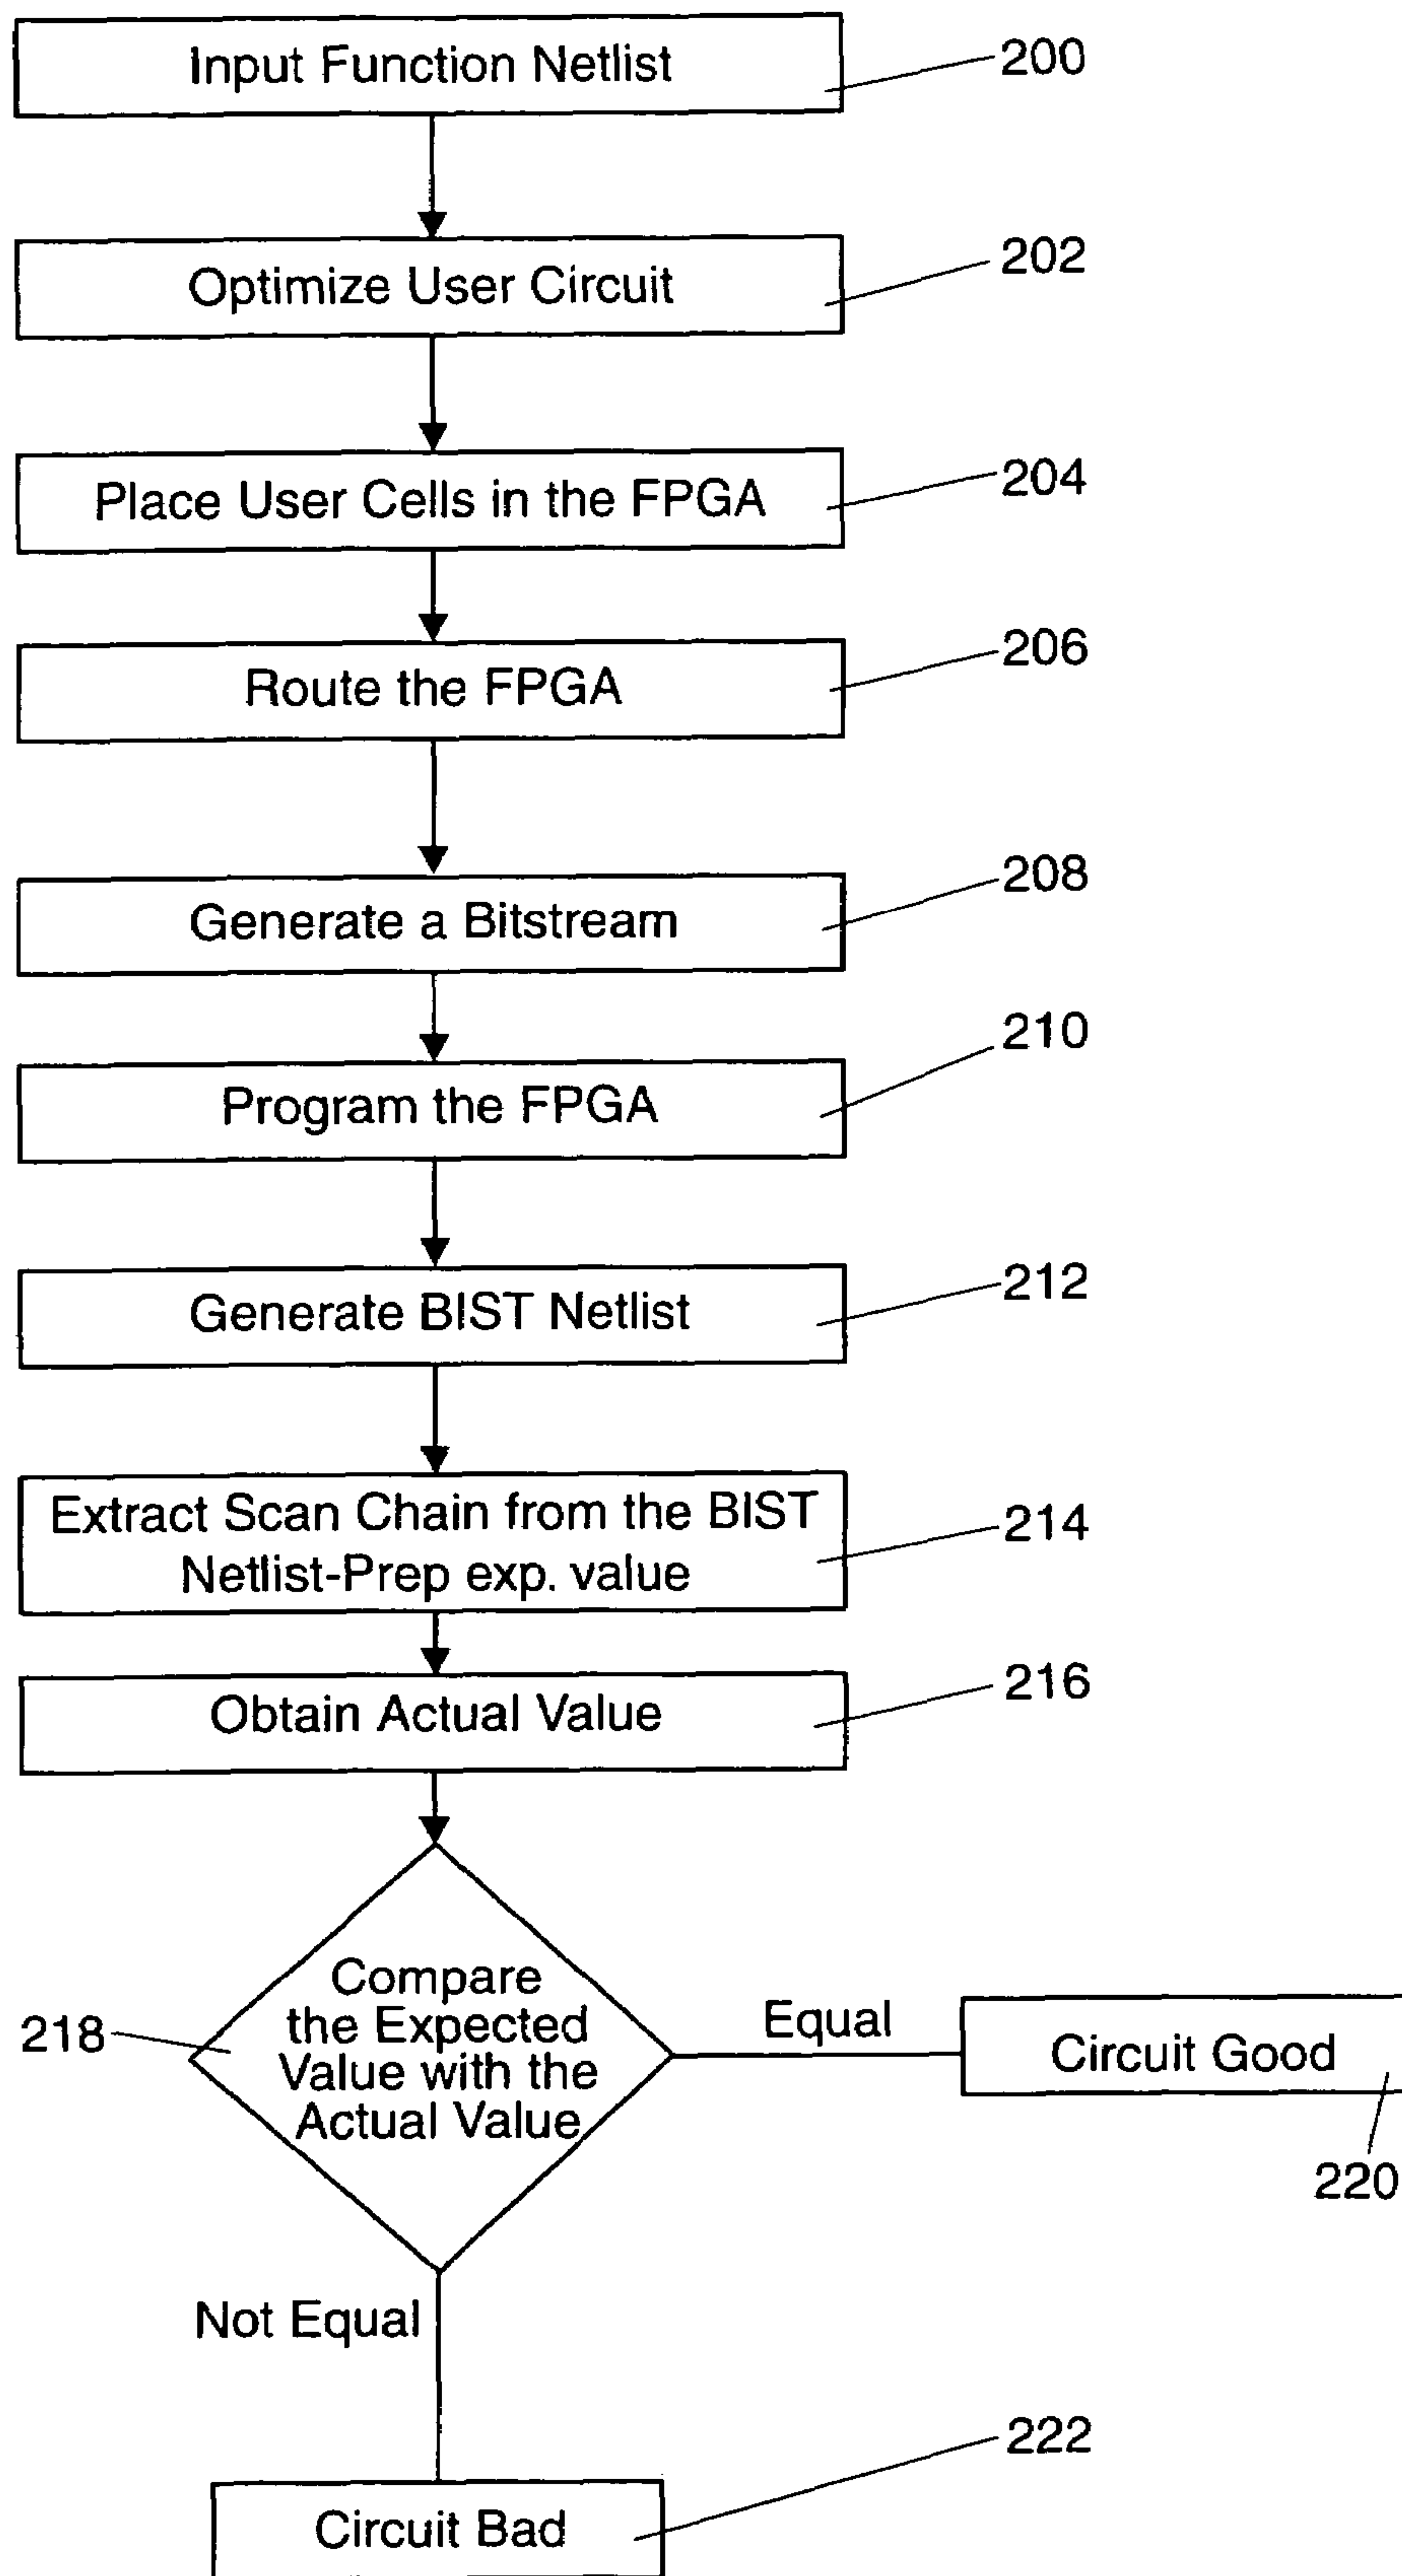 Input Function Netlist
200
Optimize User Circuit
202
Place User Cells in the FPGA
204
Route the FPGA
206
Generate a Bitstream
208
Program the FPGA
210
Generate BIST Netlist
212
Extract Scan Chain from the BIST
Netlist-Prep exp. value
214
Obtain Actual Value
216
Compare
the Expected
Value with the
Actual Value
218
Equal
Circuit Good
220
Not Equal
Circuit Bad
222